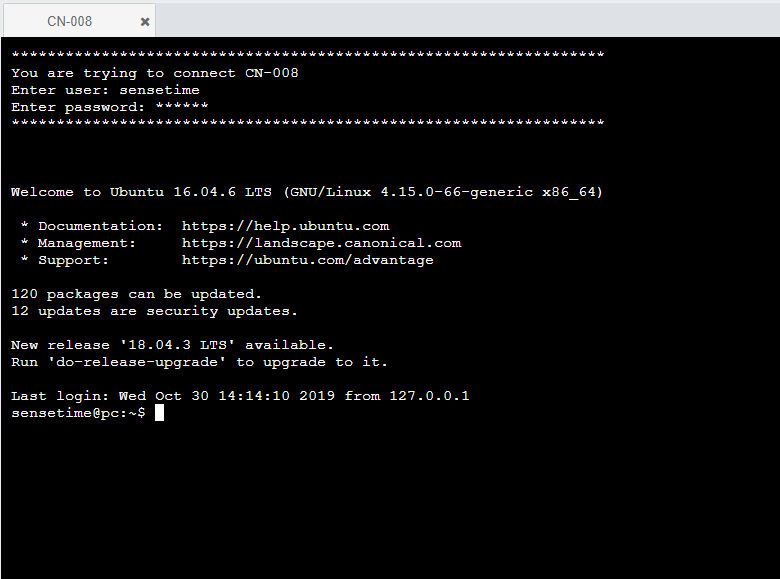 CN-008
******************************************************************
You are trying to connect CN-008
Enter user: sensetime
Enter password: ******
******************************************************************
Welcome to Ubuntu 16.04.6 LTS (GNU/Linux 4.15.0-66-generic x86_64)
* Documentation:  https://help.ubuntu.com
* Management:     https://landscape.canonical.com
* Support:        https://ubuntu.com/advantage
120 packages can be updated.
12 updates are security updates.
New release '18.04.3 LTS' available.
Run 'do-release-upgrade' to upgrade to it.
Last login: Wed Oct 30 14:14:10 2019 from 127.0.0.1
sensetime@pc:~$